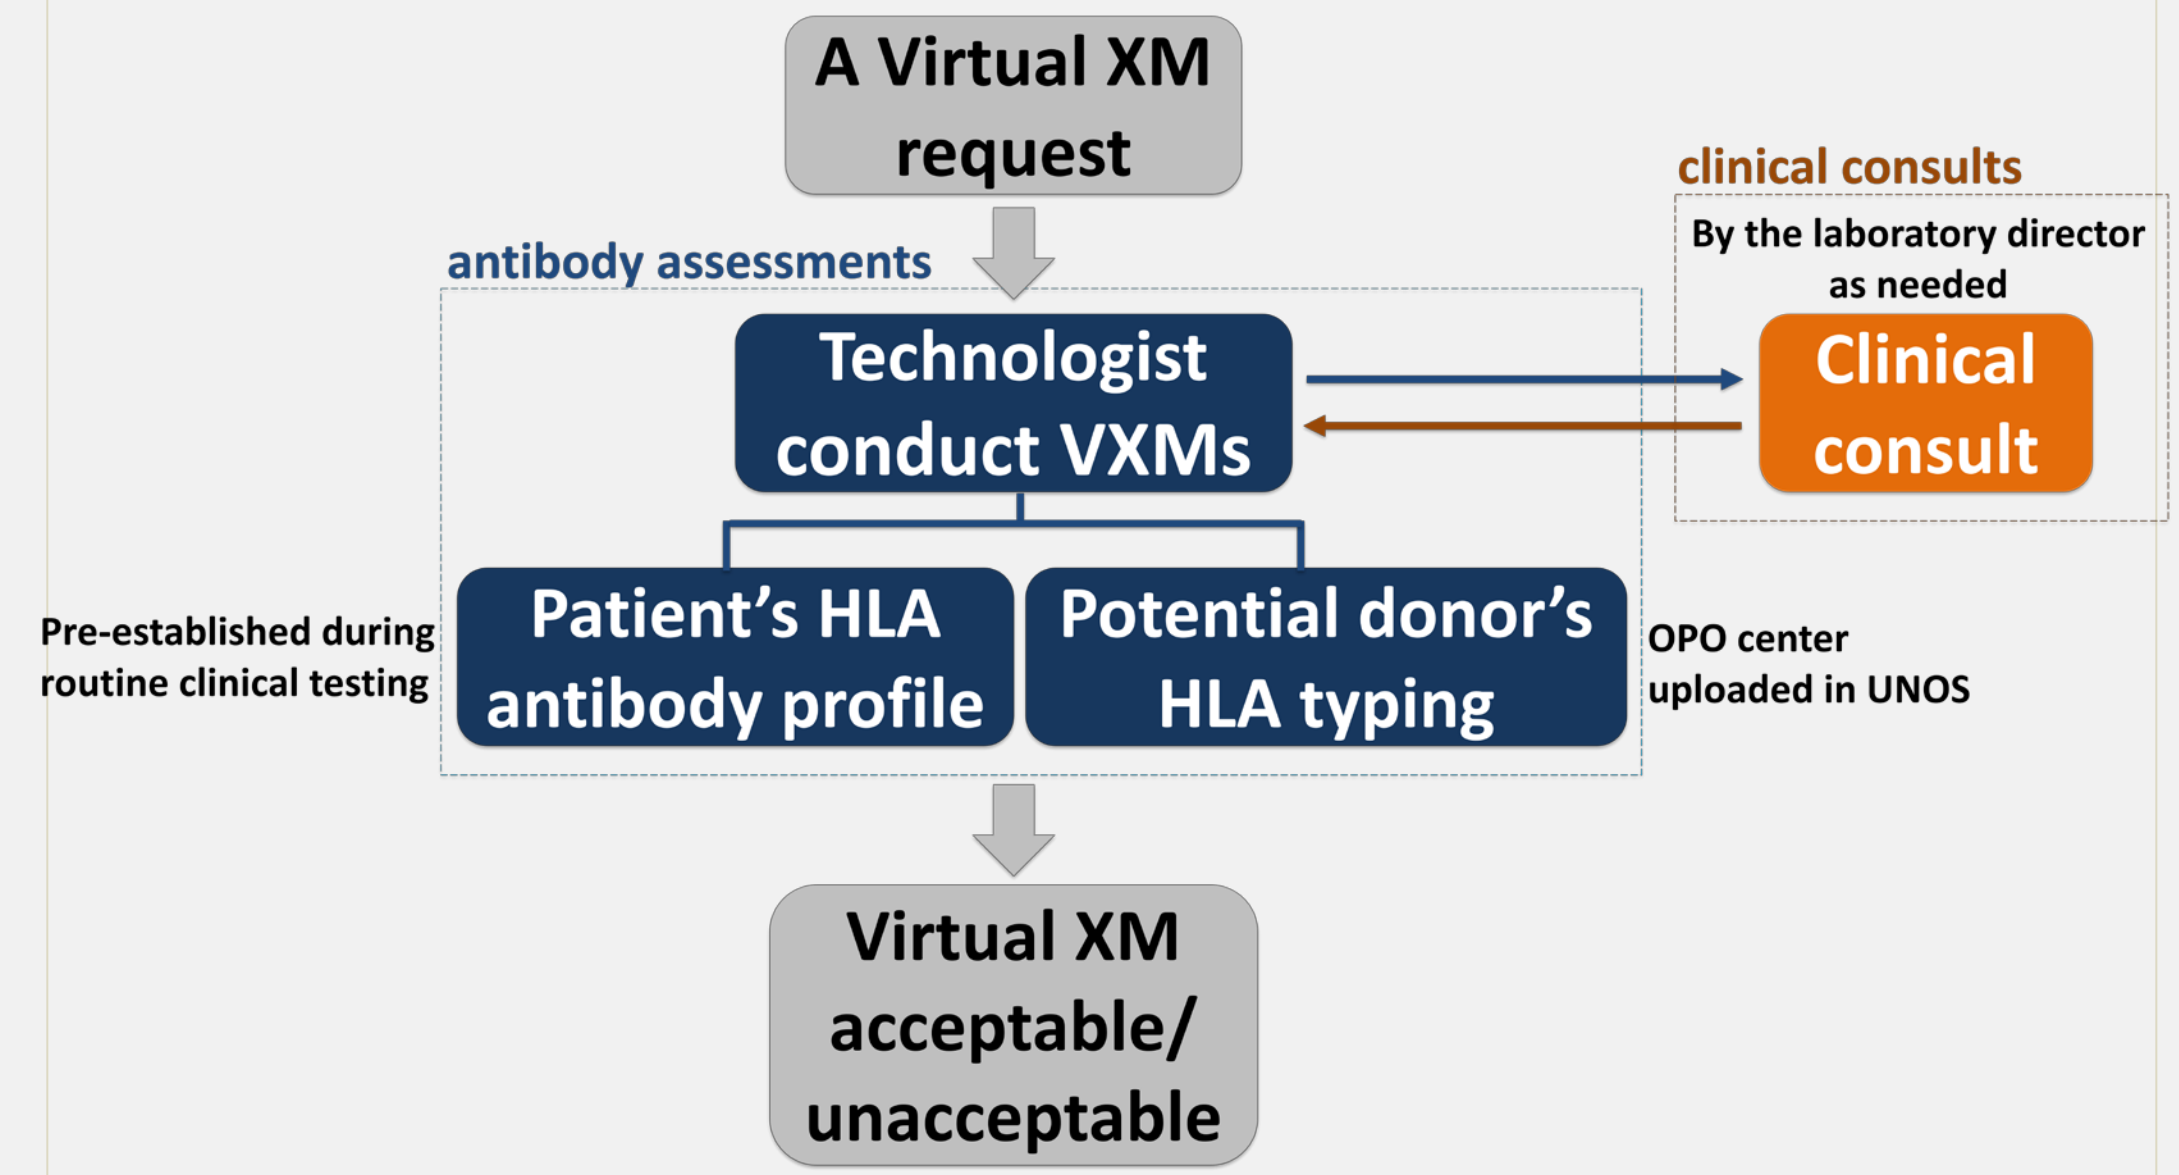 A Virtual XM
request
clinical consults
By the laboratory director
as needed
antibody assessments
Technologist
conduct VXMs
Clinical
consult
Pre-established during
routine clinical testing
Patient’s HLA
antibody profile
Potential donor’s
HLA typing
OPO center
uploaded in UNOS
Virtual XM
acceptable/
unacceptable